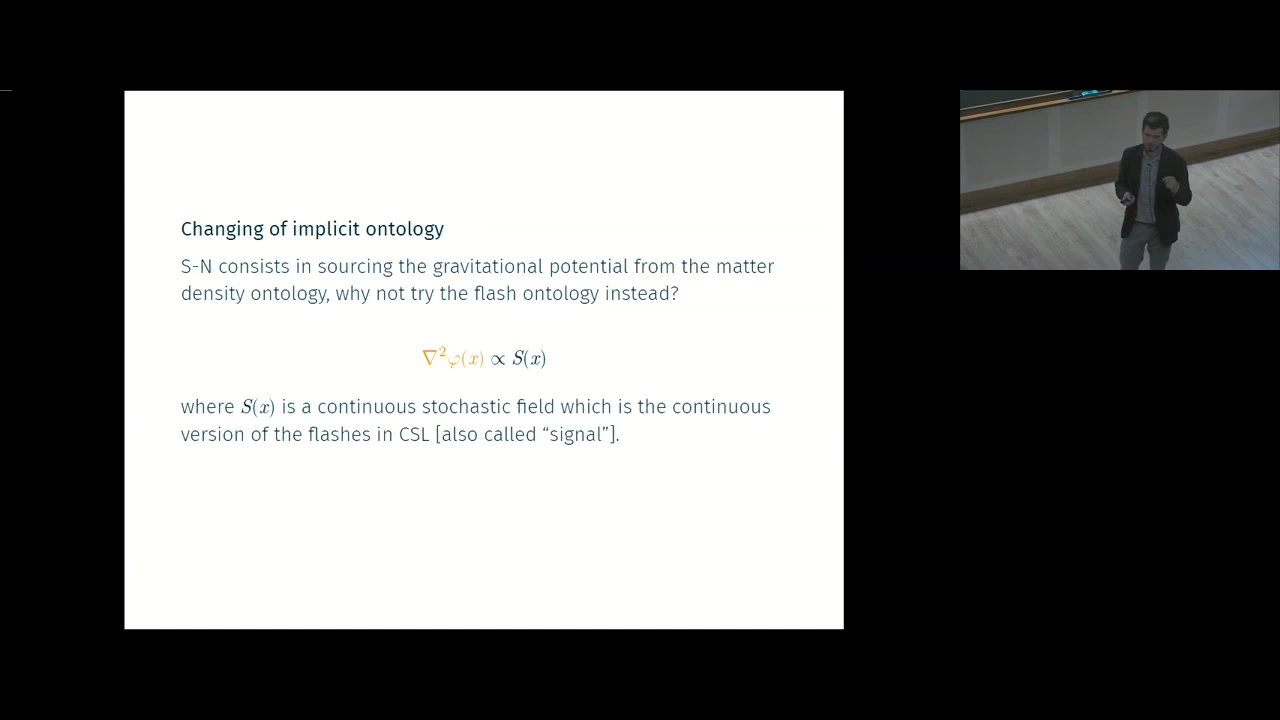 Changing of implicit ontology
S-N consists in sourcing the gravitational potential from the matter
density ontology, why not try the flash ontology instead?
∇²φ(x) ∝ S(x)
where S(x) is a continuous stochastic field which is the continuous
version of the flashes in CSL [also called “signal”].